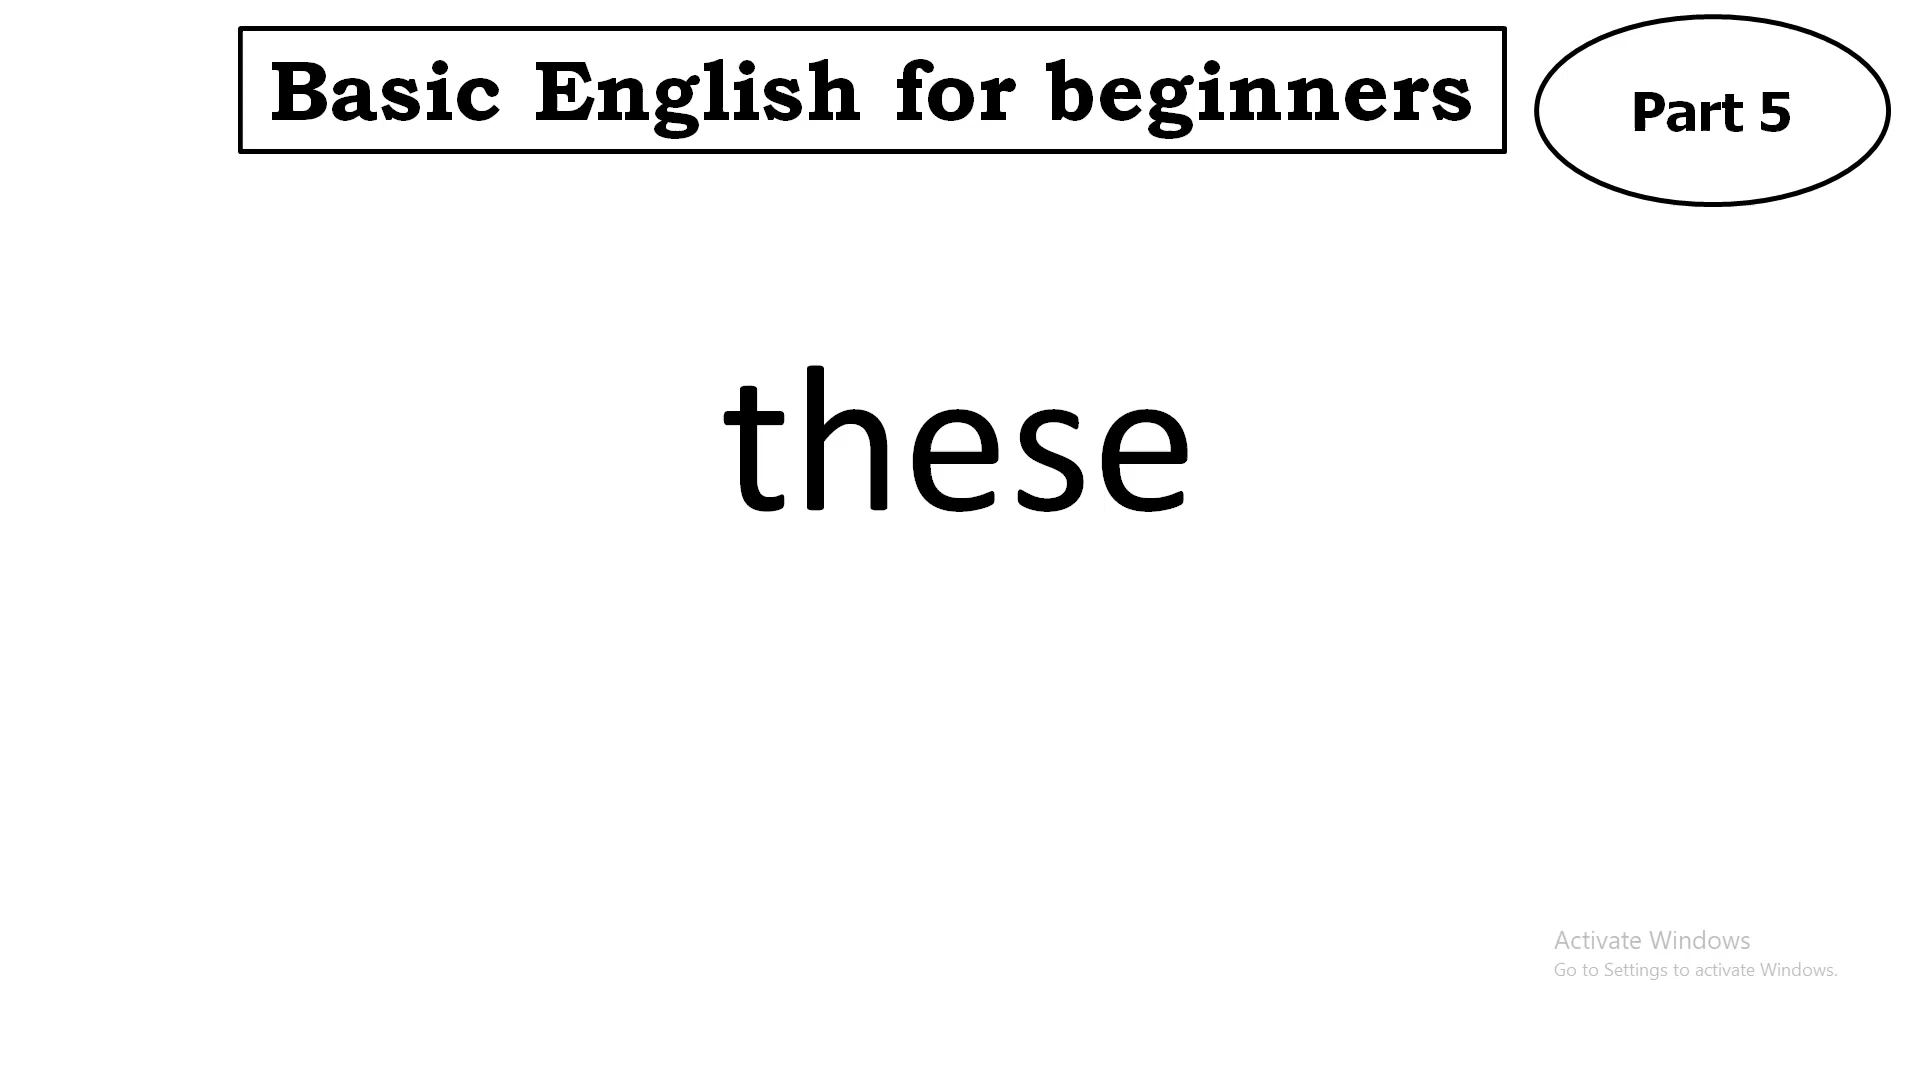 Basic English for beginners
Part 5
these
Activate Windows
Go to Settings to activate Windows.